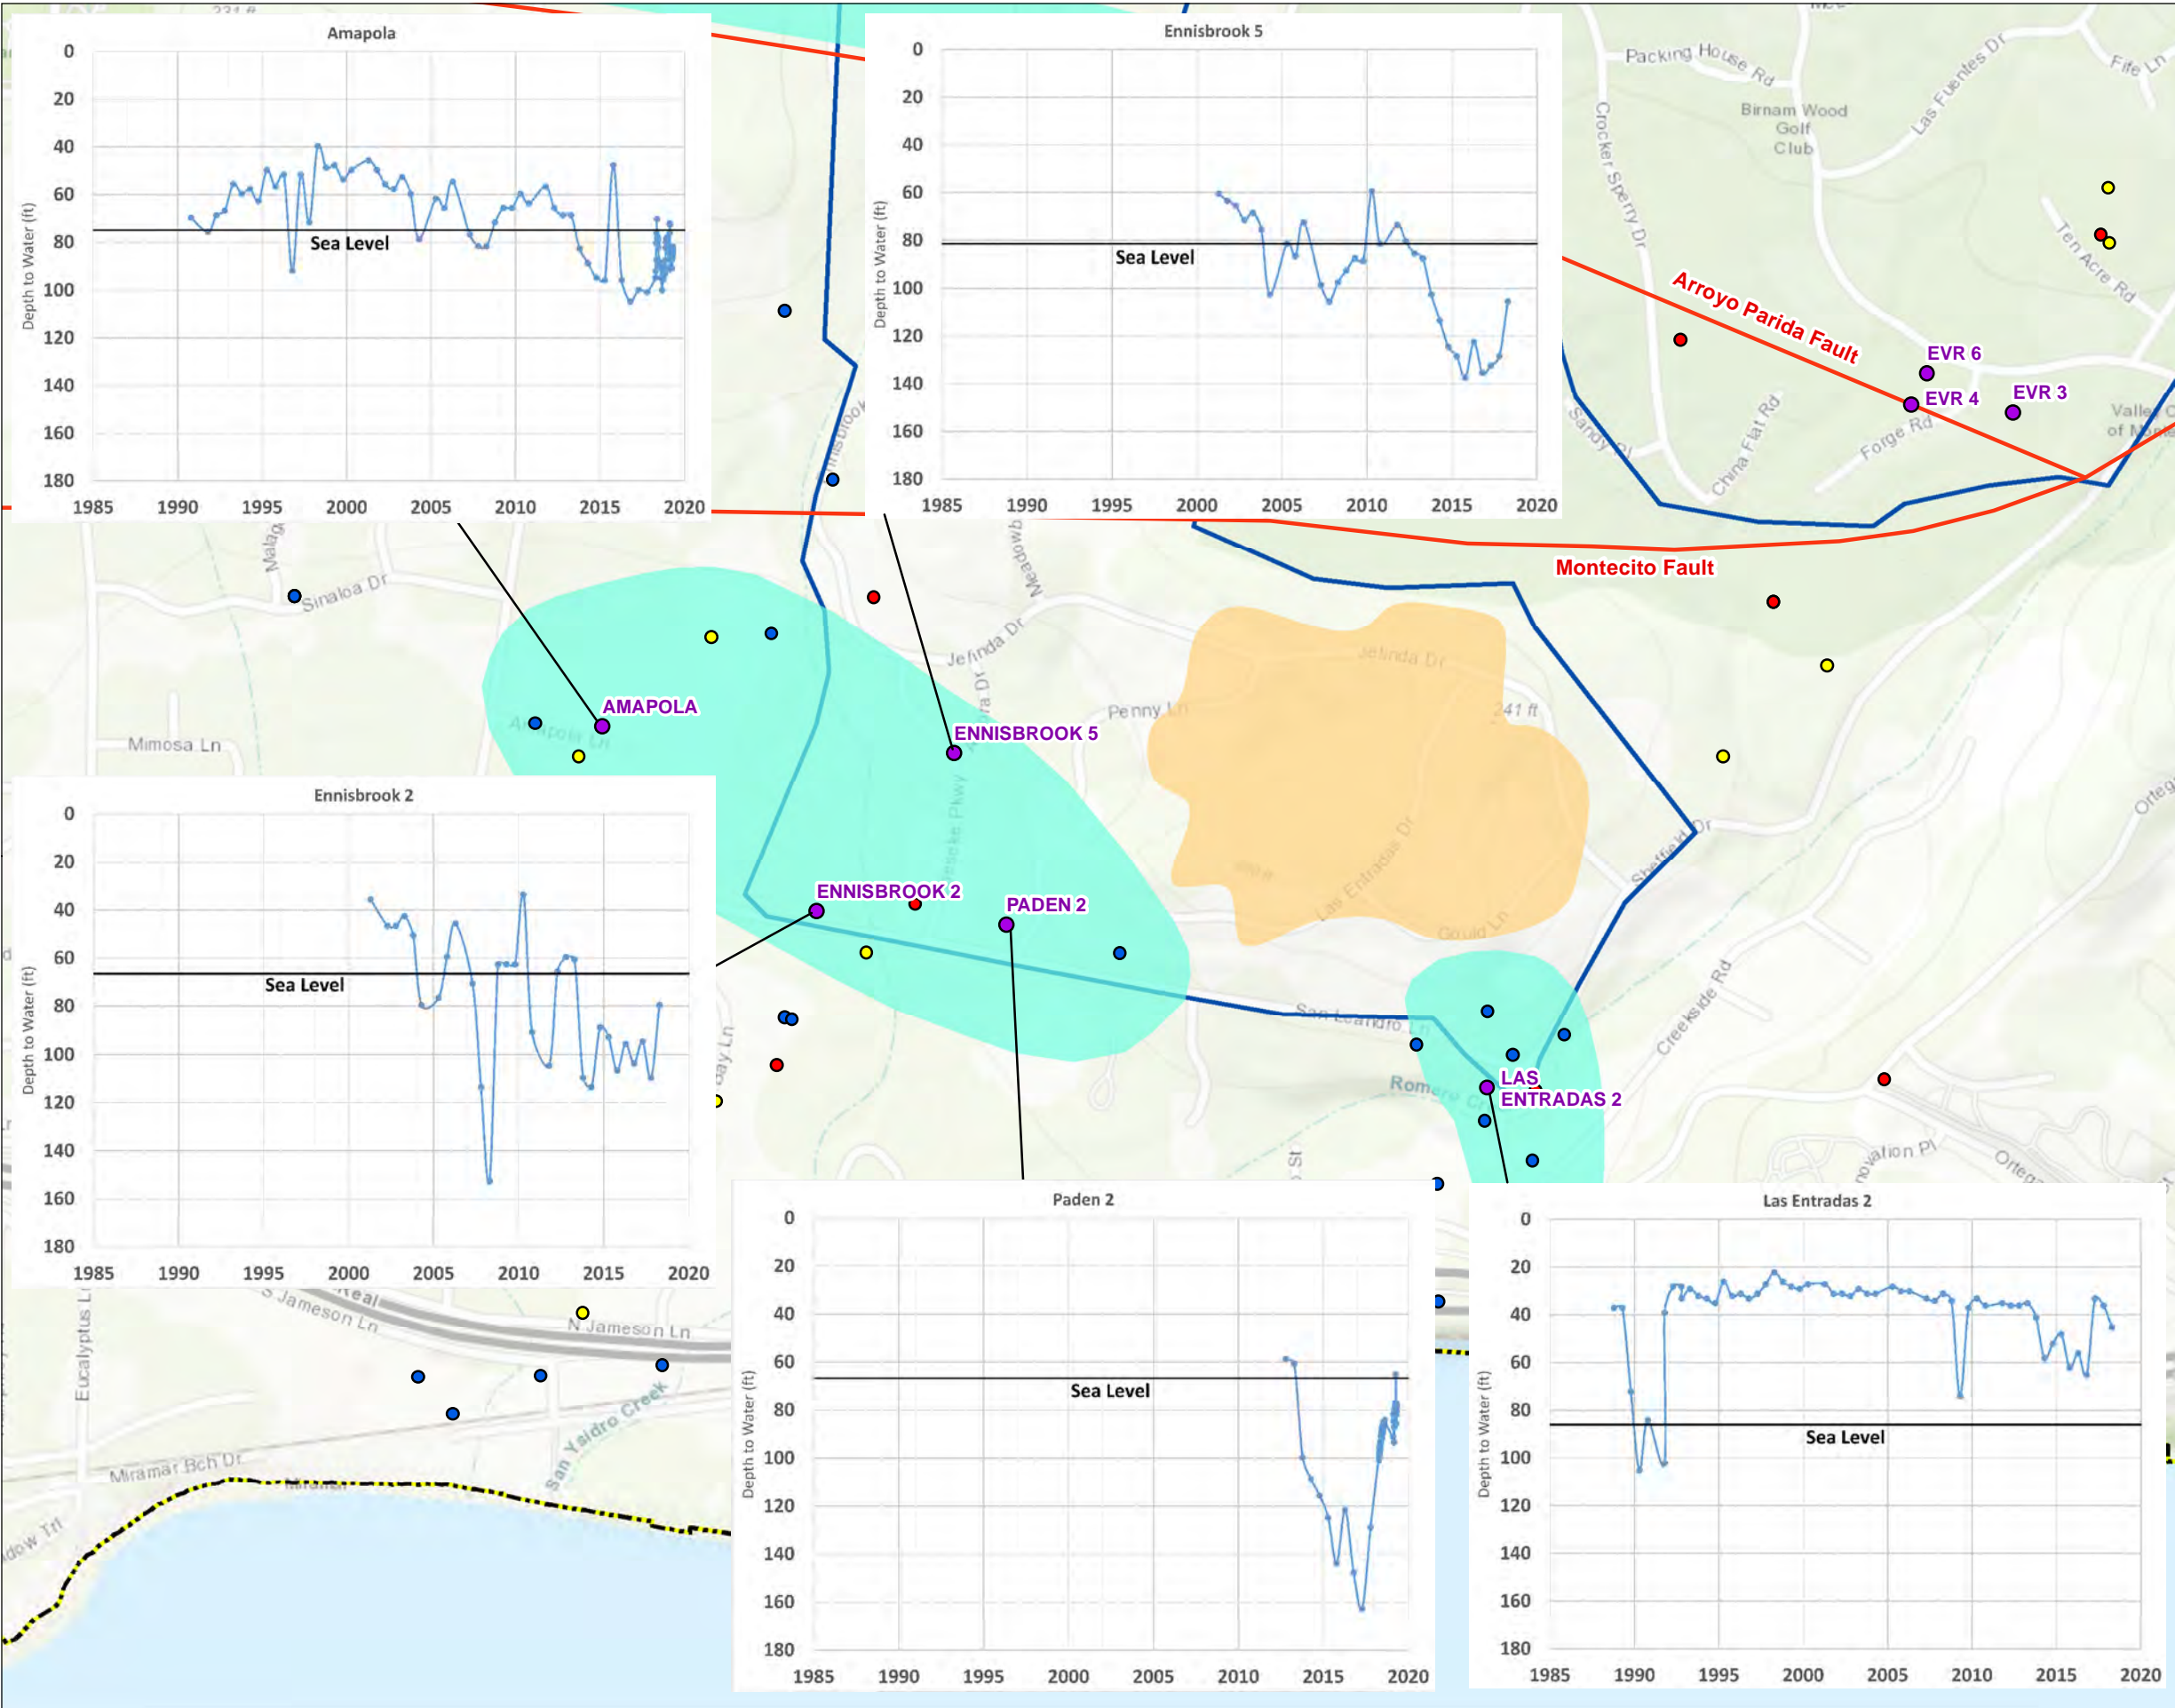 231 ft
Amapola
0
20
40
60
80
100
120
140
160
180
Depth to Water (ft)
Sea Level
1985 1990 1995 2000 2005 2010 2015 2020
Ennisbrook 5
0
20
40
60
80
100
120
140
160
180
Depth to Water (ft)
Sea Level
1985 1990 1995 2000 2005 2010 2015 2020
Packing House Rd
Las Fuentes Dr
Fife Ln
Birnam Wood
Golf
Club
Crocker Sperry Dr
Ten Acre Rd
Arroyo Parida Fault
EVR 6
EVR 4
EVR 3
Forge Rd
China Flat Rd
Sandy Pl
Montecito Fault
Sinaloa Dr
Jelinda Dr
Jelinda Dr
AMAPOLA
Amapola Ln
ENNISBROOK 5
Penny Ln
241 ft
Mimosa Ln
Las Entradas Dr
Gould Ln
Sheffield Dr
Ennisbrook 2
0
20
40
60
80
100
120
140
160
180
Depth to Water (ft)
Sea Level
1985 1990 1995 2000 2005 2010 2015 2020
ENNISBROOK 2
PADEN 2
San Leandro Ln
Creekside Rd
LAS
ENTRADAS 2
Paden 2
0
20
40
60
80
100
120
140
160
180
Depth to Water (ft)
Sea Level
1985 1990 1995 2000 2005 2010 2015 2020
Las Entradas 2
0
20
40
60
80
100
120
140
160
180
Depth to Water (ft)
Sea Level
1985 1990 1995 2000 2005 2010 2015 2020
S Jameson Ln
Real
N Jameson Ln
San Ysidro Creek
Miramar Bch Dr
Miramar